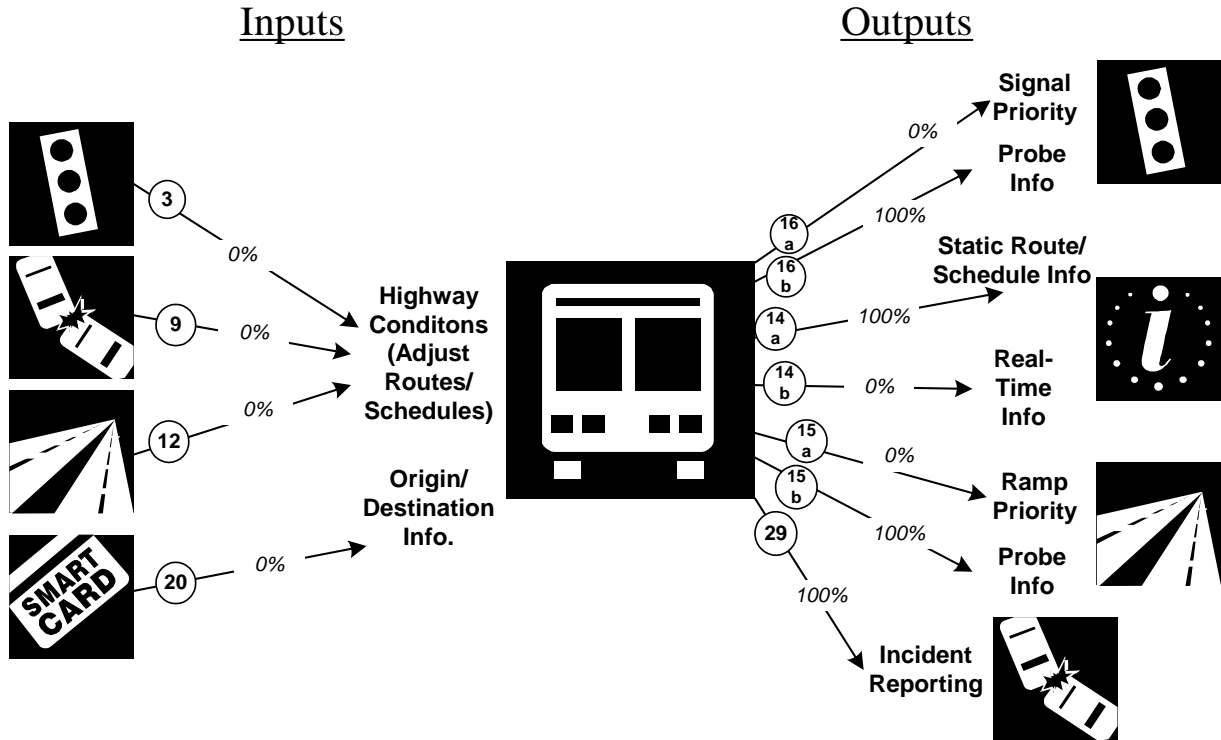 Inputs
Outputs
3
0%
9
0%
12
0%
SMART
CARD
20
0%
Highway
Conditons
(Adjust
Routes/
Schedules)
Origin/
Destination
Info.
16
a
0%
Signal
Priority
16
b
100%
Probe
Info
14
a
100%
Static Route/
Schedule Info
i
14
b
0%
Real-
Time
Info
15
a
0%
Ramp
Priority
15
b
100%
Probe
Info
29
100%
Incident
Reporting